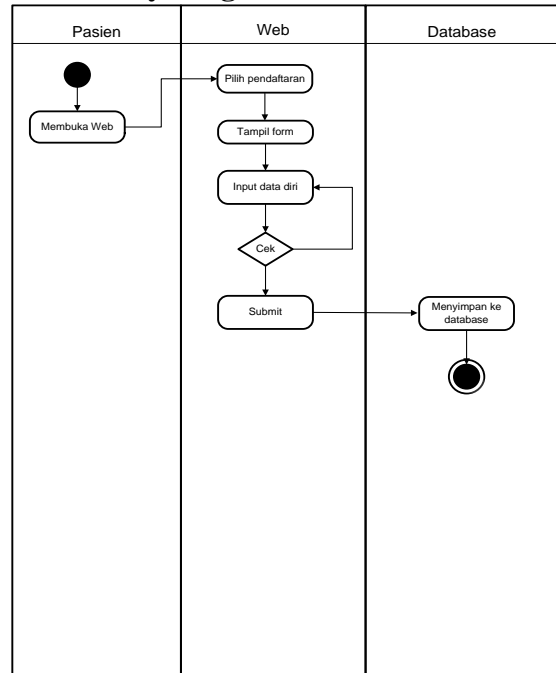 Pasien
Web
Database
Pilih pendaftaran
Membuka Web
Tampil form
Input data diri
Cek
Submit
Menyimpan ke
database